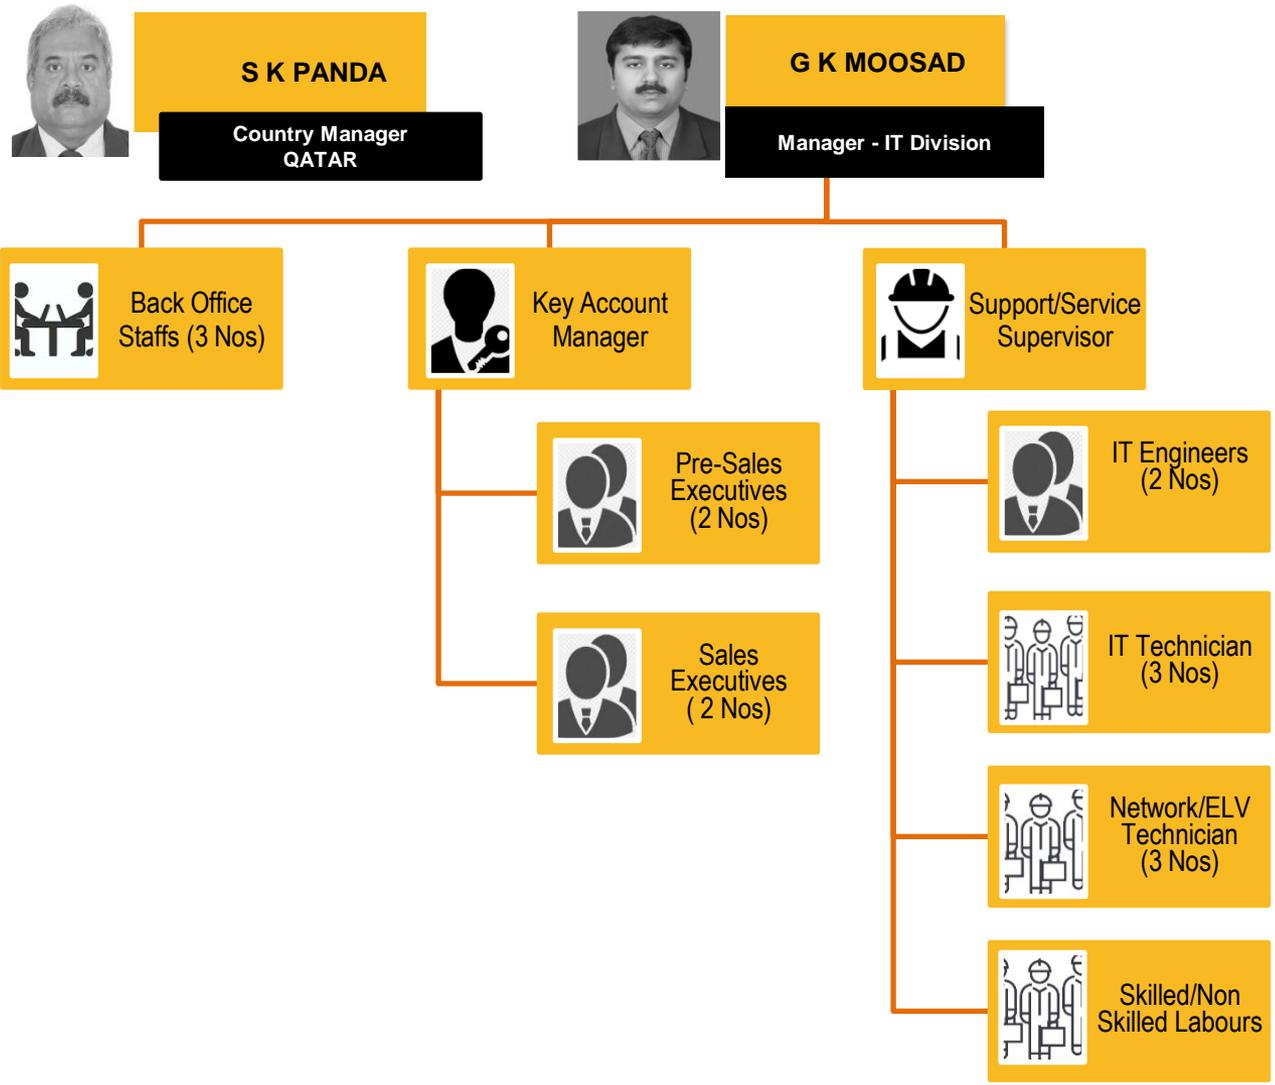 S K PANDA
Country Manager
QATAR
G K MOOSAD
Manager - IT Division
Back Office
Staffs (3 Nos)
Key Account
Manager
Support/Service
Supervisor
Pre-Sales
Executives
(2 Nos)
Sales
Executives
( 2 Nos)
IT Engineers
(2 Nos)
IT Technician
(3 Nos)
Network/ELV
Technician
(3 Nos)
Skilled/Non
Skilled Labours